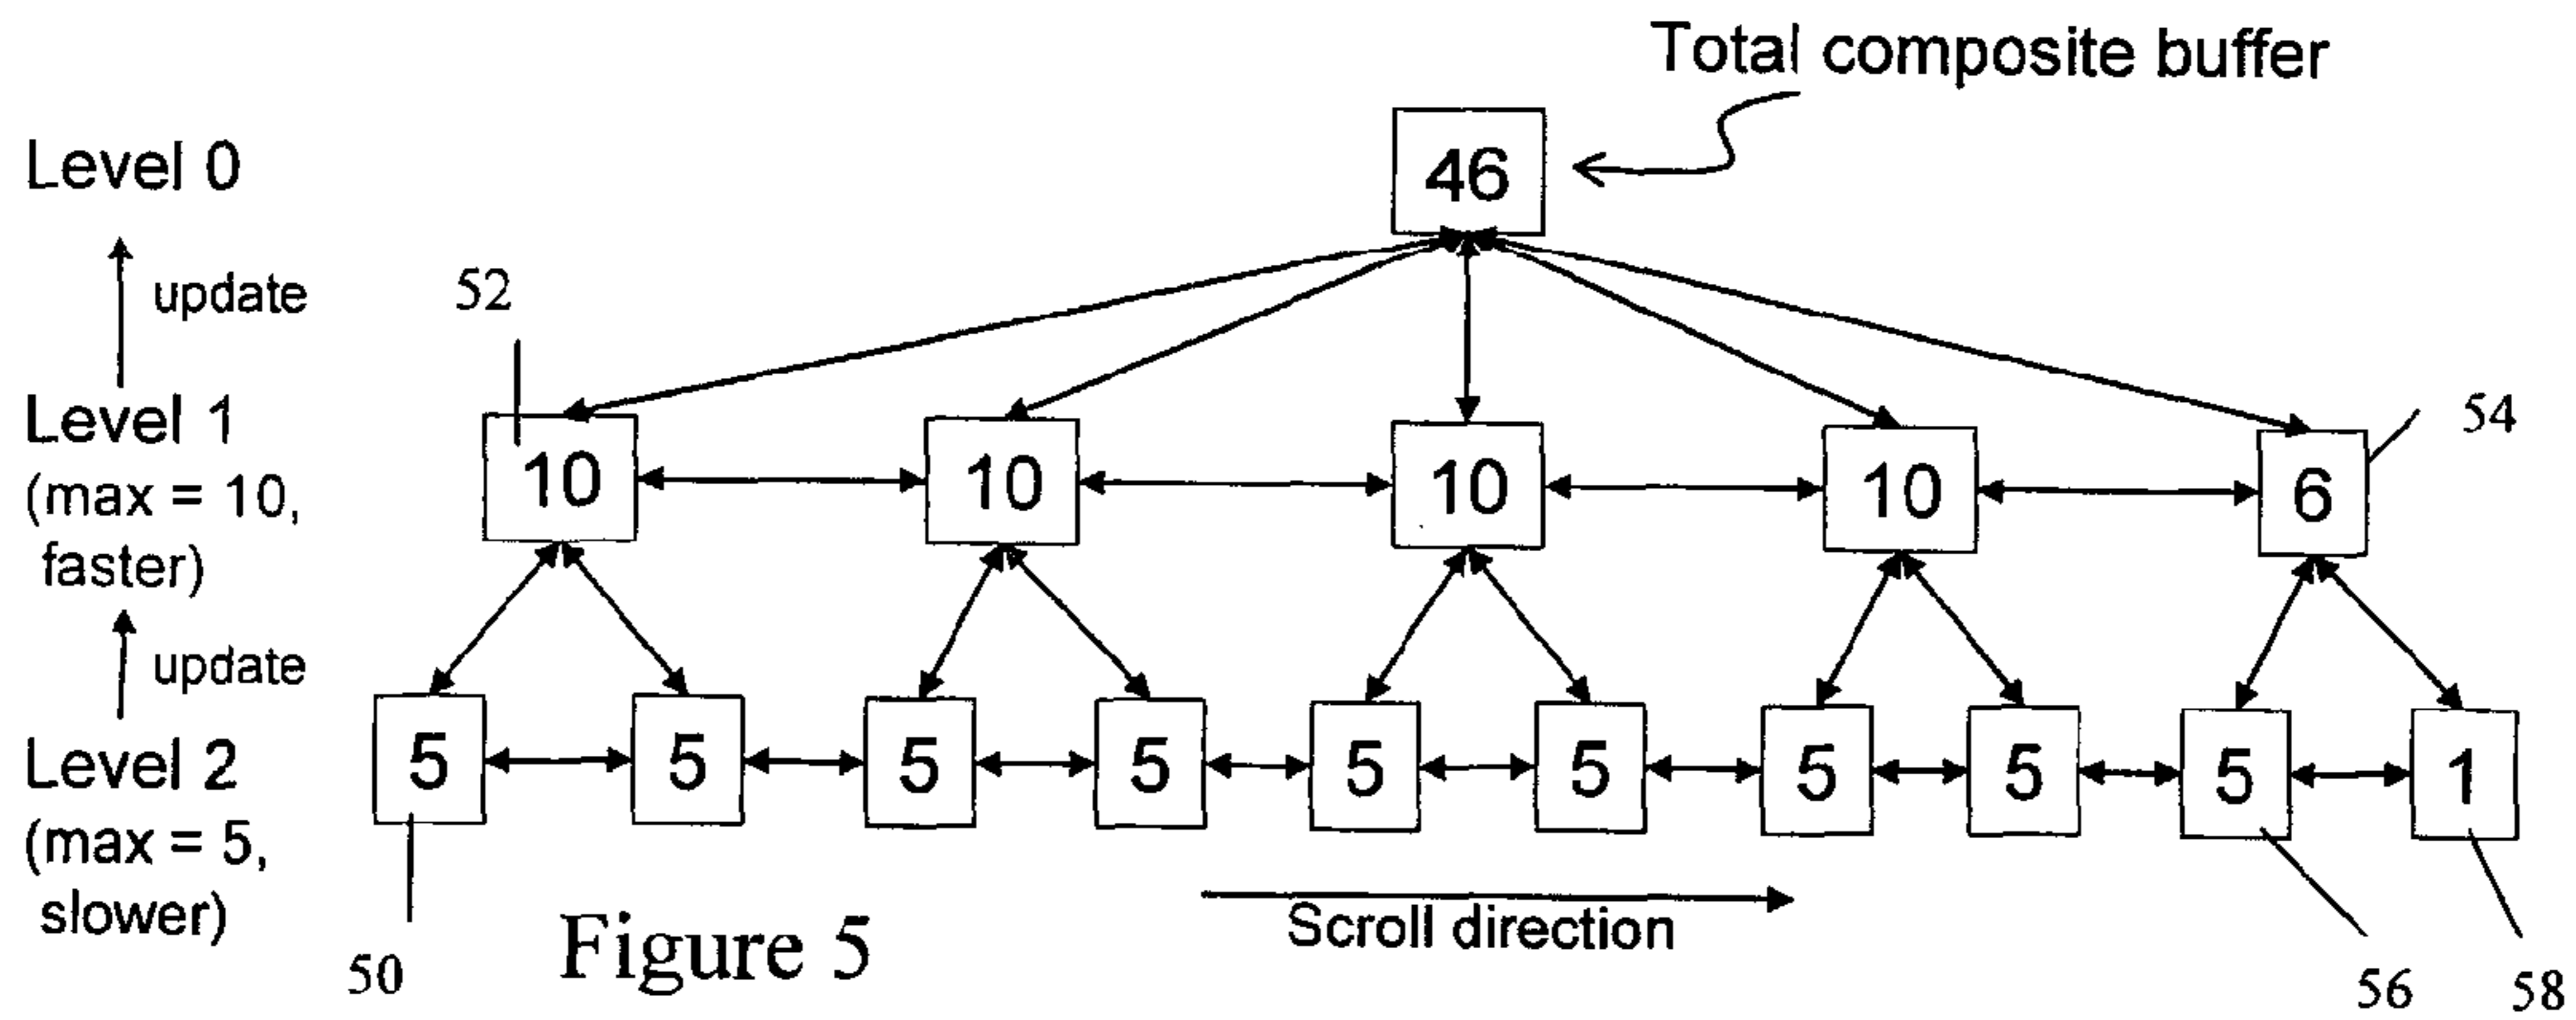 Total composite buffer
Level 0
46
update
52
Level 1
(max = 10,
faster)
10
10
10
10
6
54
update
Level 2
(max = 5,
slower)
5
5
5
5
5
5
5
5
5
1
Scroll direction
Figure 5
50
56
58